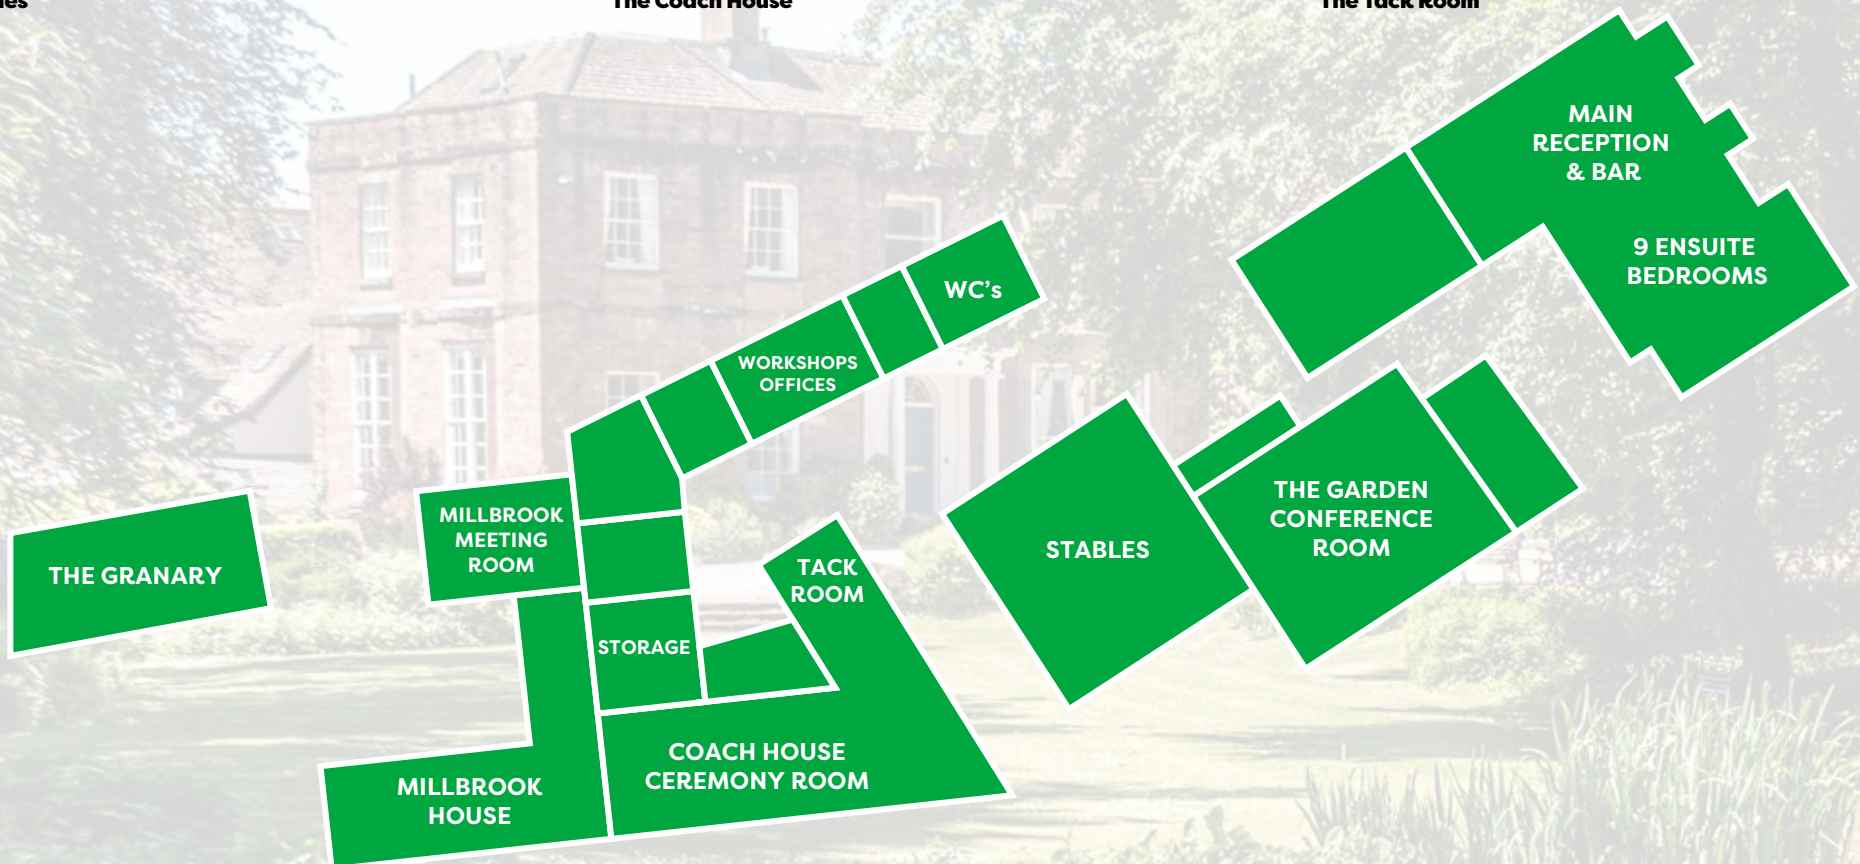 The Coach House
The Tack Room
MAIN
RECEPTION
& BAR
9 ENSUITE
BEDROOMS
WC’s
WORKSHOPS
OFFICES
MILLBROOK
MEETING
ROOM
THE GRANARY
STORAGE
TACK
ROOM
STABLES
THE GARDEN
CONFERENCE
ROOM
COACH HOUSE
CEREMONY ROOM
MILLBROOK
HOUSE